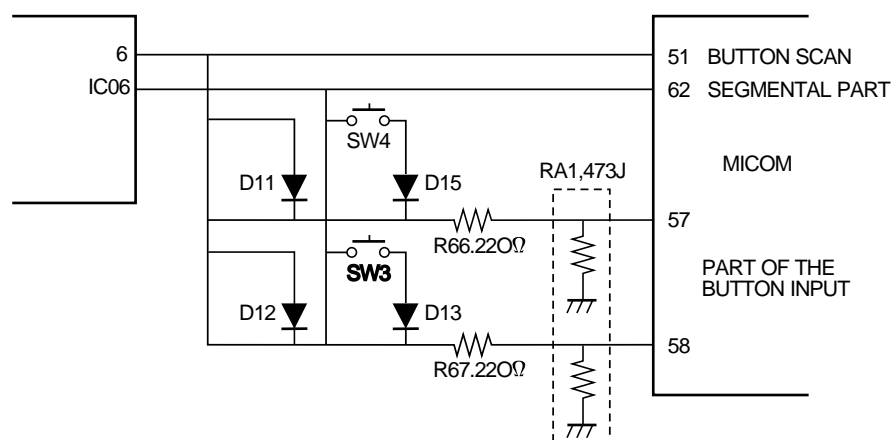 6
51 BUTTON SCAN
IC06
62 SEGMENTAL PART
SW4
MICOM
D11
D15
RA1,473J
57
R66.22OΩ
SW3
PART OF THE
BUTTON INPUT
D12
D13
58
R67.22OΩ